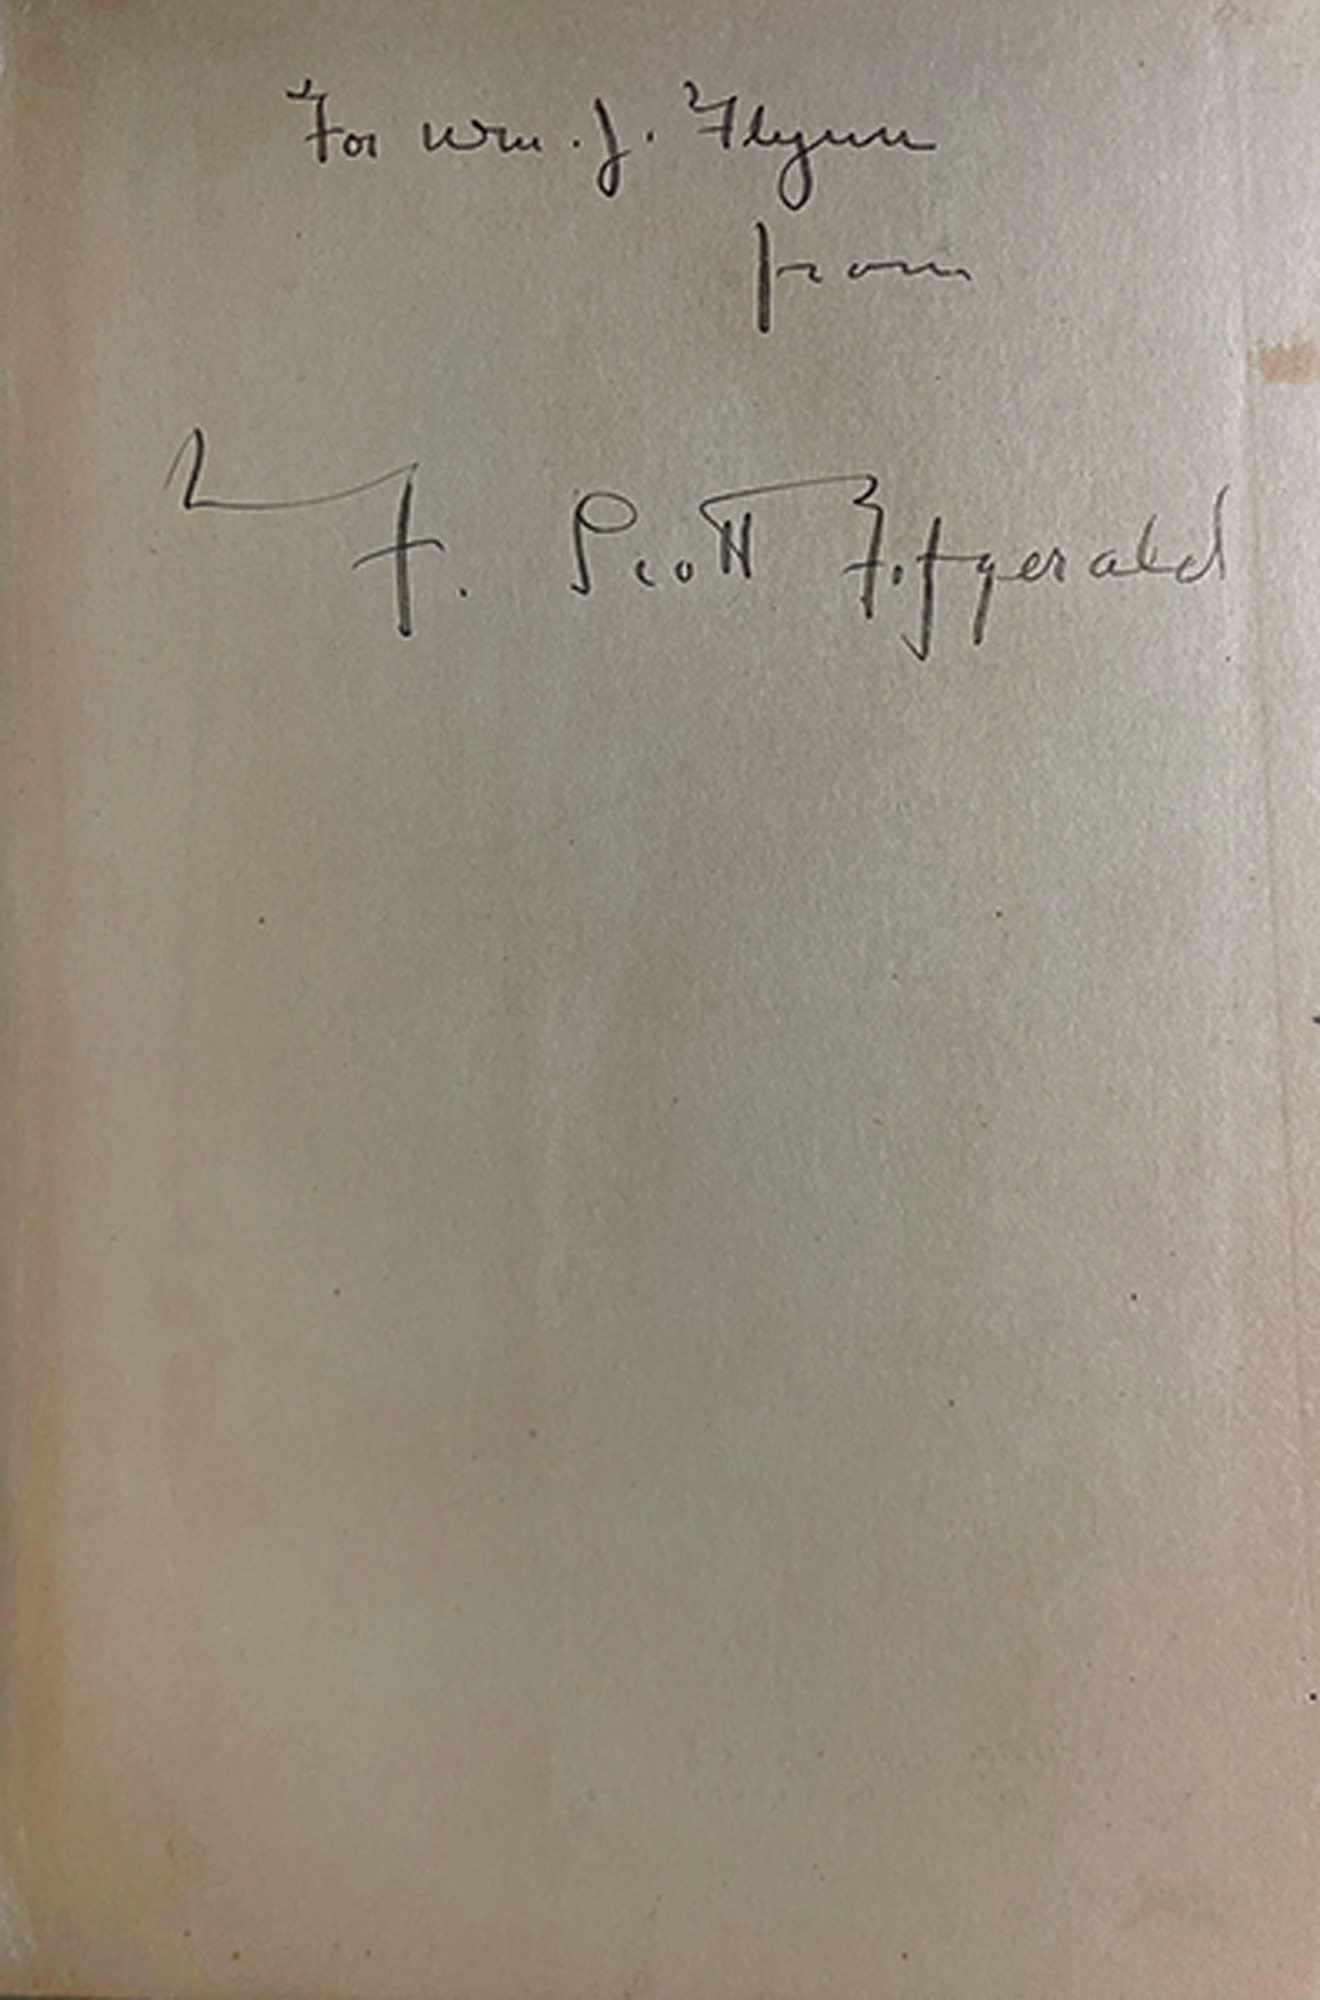 For Wm. J. Flynn
from
F. Scott Fitzgerald